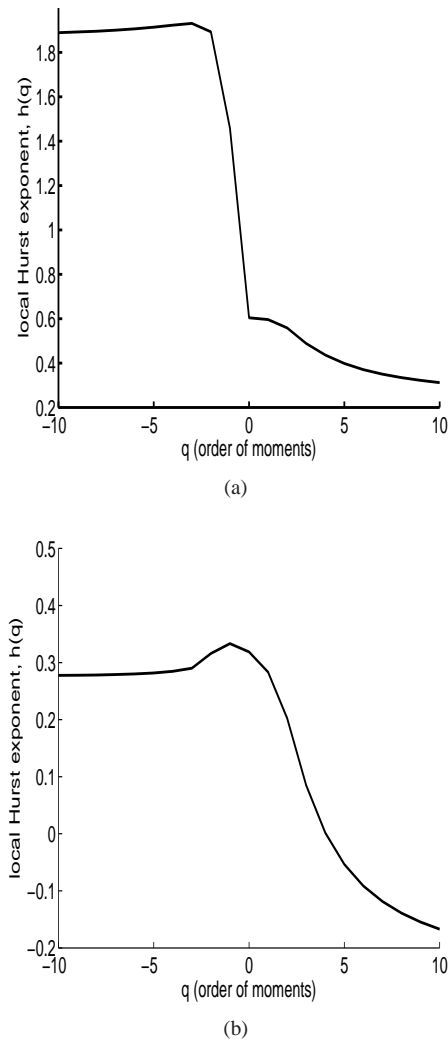 local Hurst exponent, h(q)
1.8
1.6
1.4
1.2
1
0.8
0.6
0.4
0.2
−10 −5 0 5 10
q (order of moments)
(a)
local Hurst exponent, h(q)
0.5
0.4
0.3
0.2
0.1
0
−0.1
−0.2
−10 −5 0 5 10
q (order of moments)
(b)